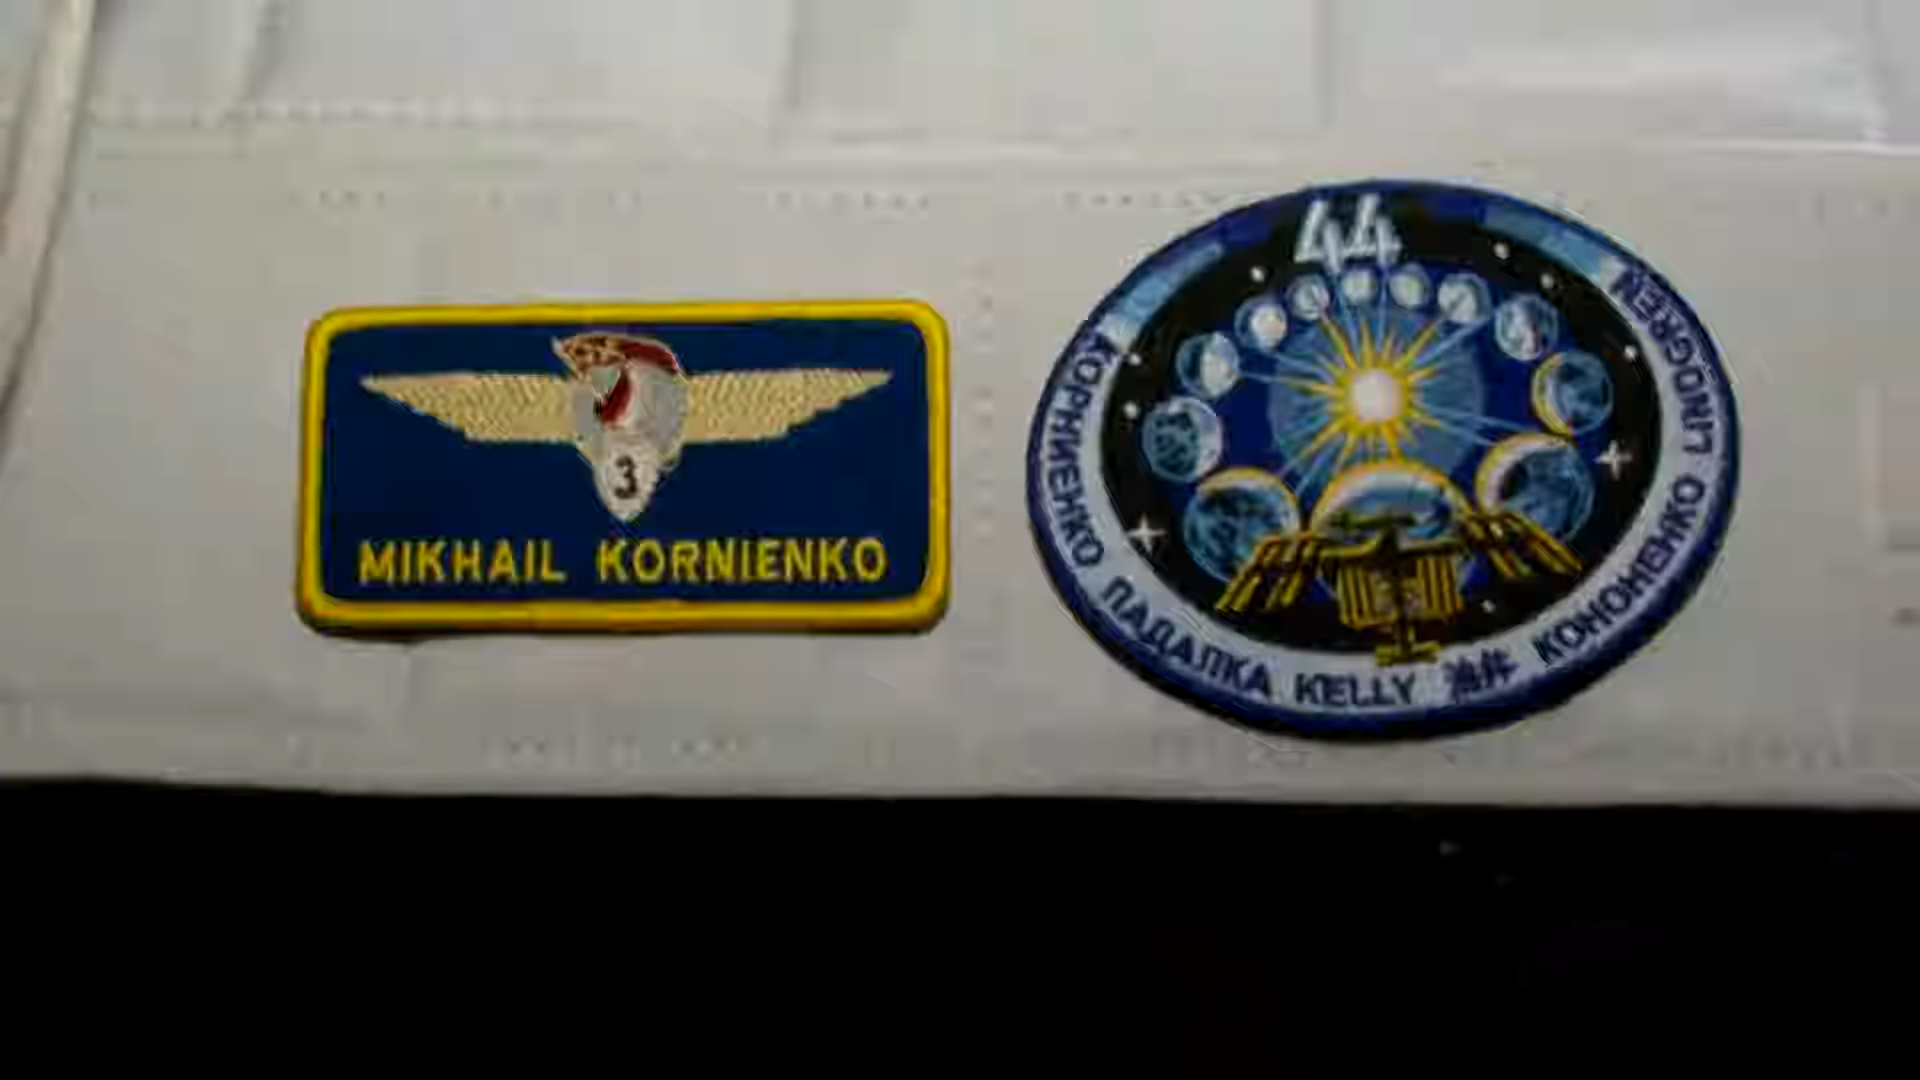 3
MIKHAIL KORNIENKO
44
КОРНИЕНКО ПАДАЛКА KELLY 油井 КОНОНЕНКО LINDGREN